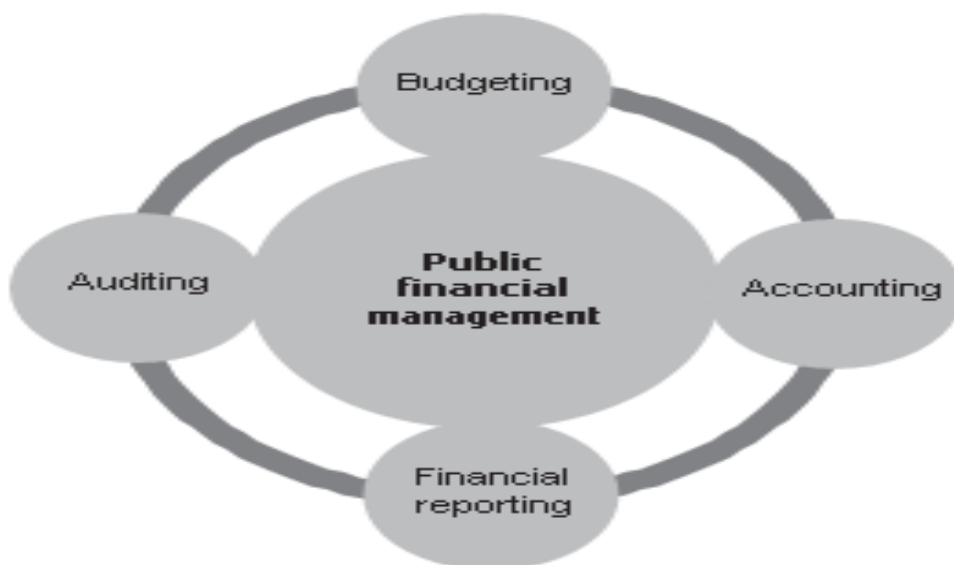 Budgeting
Auditing
Public
financial
management
Accounting
Financial
reporting